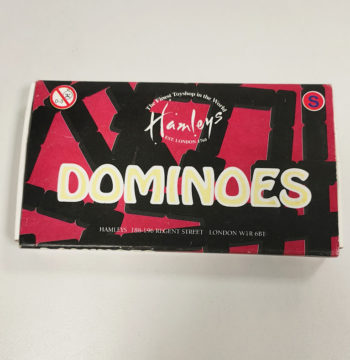 The Finest Toyshop in the World
Hamleys
EST. LONDON 1760
S
DOMINOES
HAMLEYS 188-196 REGENT STREET LONDON W1R 6BT